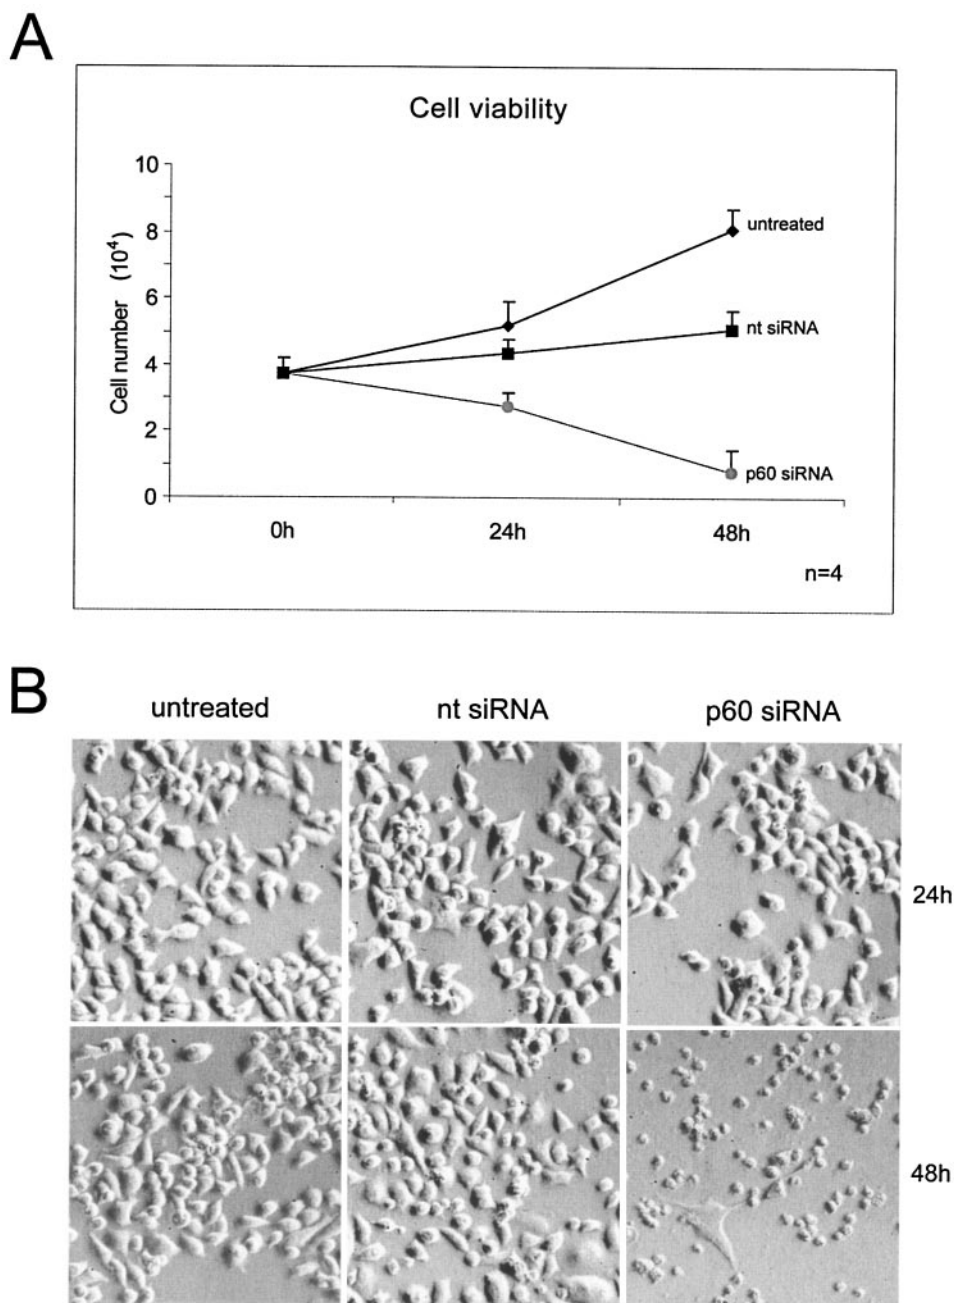 A
Cell viability
10
8
6
4
2
0
Cell number (10⁴)
untreated
nt siRNA
p60 siRNA
0h 24h 48h
n=4
B
untreated nt siRNA p60 siRNA
24h
48h